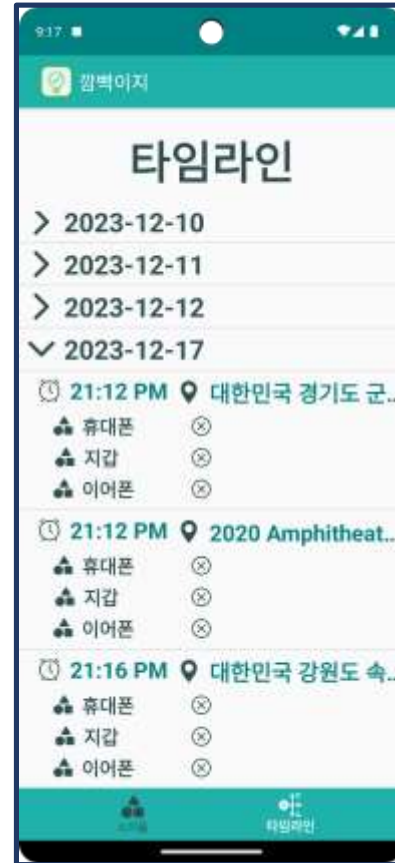 9:17
깜빡이지
타임라인
2023-12-10
2023-12-11
2023-12-12
2023-12-17
21:12 PM 대한민국 경기도 군..
휴대폰
지갑
이어폰
21:12 PM 2020 Amphitheat..
휴대폰
지갑
이어폰
21:16 PM 대한민국 강원도 속..
휴대폰
지갑
이어폰
타임라인